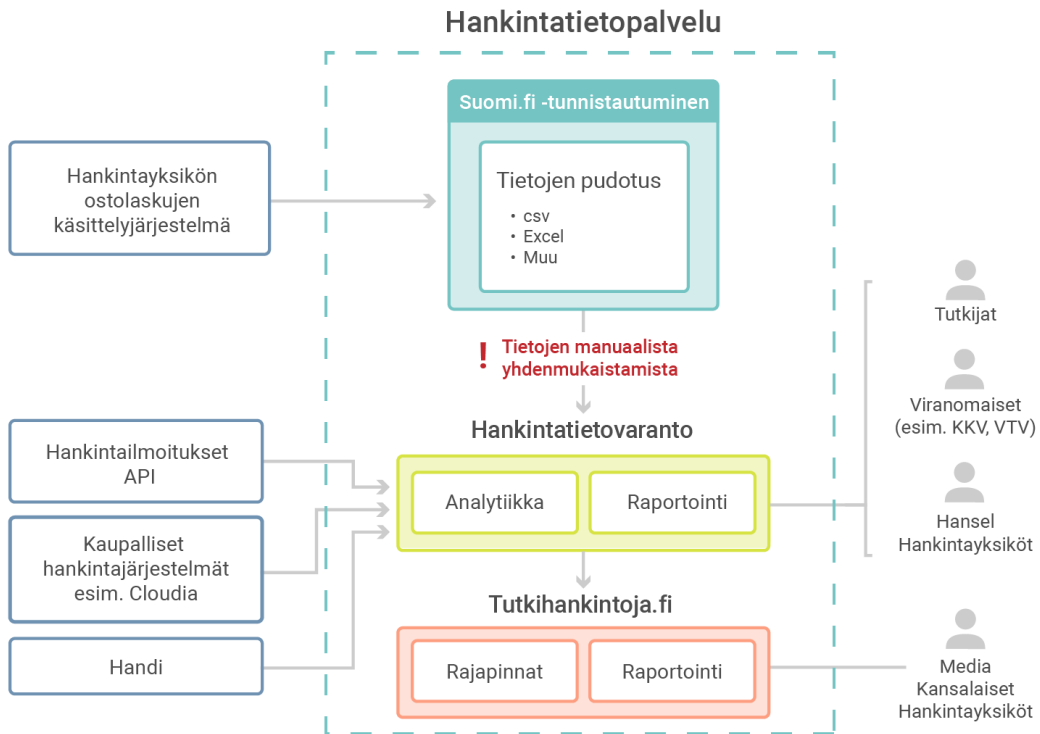 Hankintatietopalvelu
Suomi.fi -tunnistautuminen
Hankintayksikön
ostolaskujen
käsittelyjärjestelmä
Tietojen pudotus
• csv
• Excel
• Muu
! Tietojen manuaalista
yhdenmukaistamista
Hankintatietovaranto
Hankintailmoitukset
API
Kaupalliset
hankintajärjestelmät
esim. Cloudia
Handi
Analytiikka
Raportointi
Tutkihankintoja.fi
Rajapinnat
Raportointi
Tutkijat
Viranomaiset
(esim. KKV, VTV)
Hansel
Hankintayksiköt
Media
Kansalaiset
Hankintayksiköt